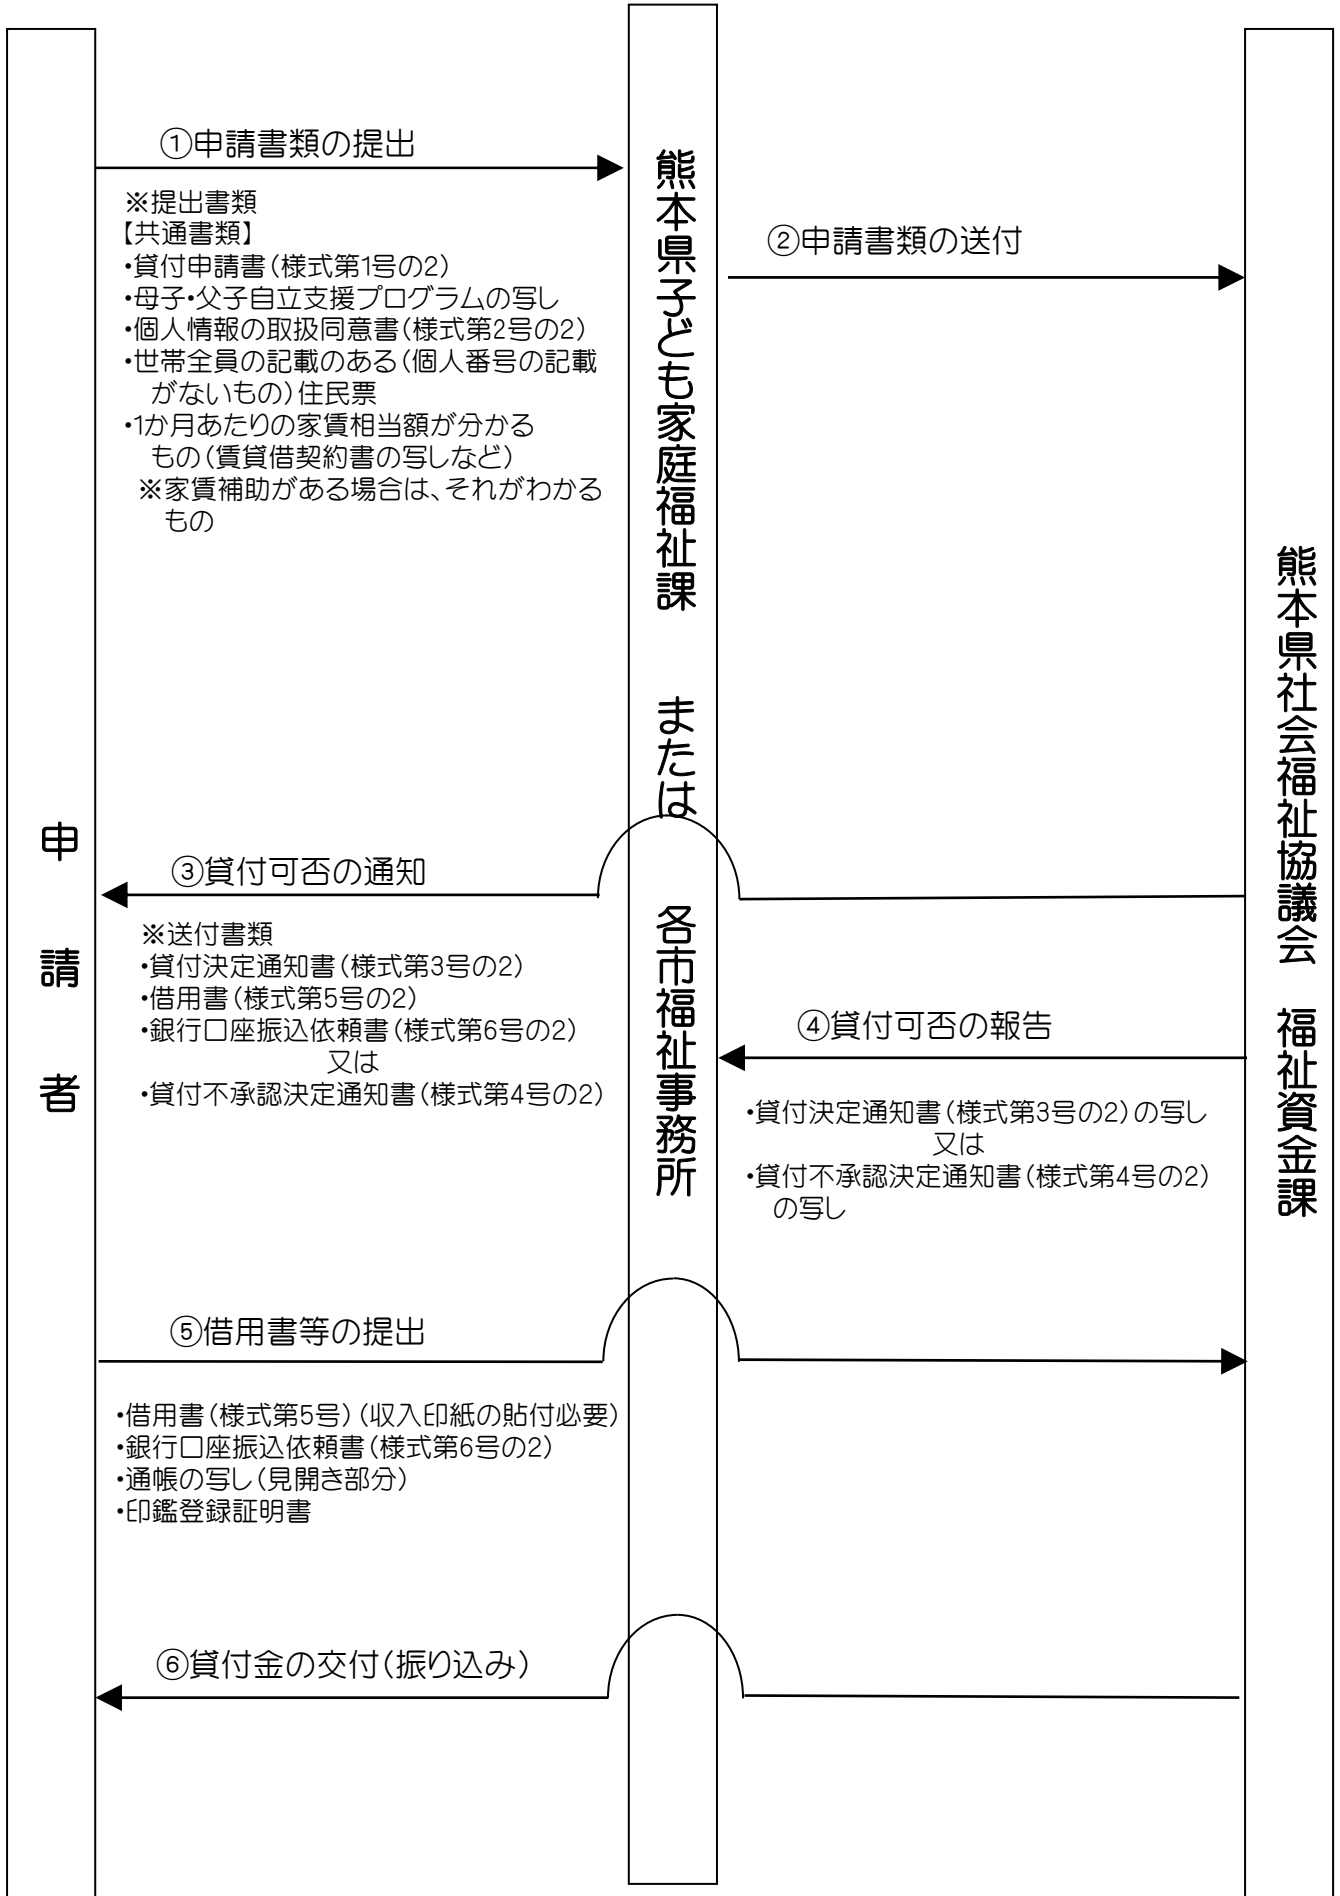 申請者
①申請書類の提出
※提出書類
【共通書類】
・貸付申請書(様式第1号の2)
・母子・父子自立支援プログラムの写し
・個人情報の取扱同意書(様式第2号の2)
・世帯全員の記載のある(個人番号の記載
がないもの)住民票
・1か月あたりの家賃相当額が分かる
もの(賃貸借契約書の写しなど)
※家賃補助がある場合は、それがわかる
もの
熊本県子ども家庭福祉課 または 各市福祉事務所
②申請書類の送付
熊本県社会福祉協議会 福祉資金課
③貸付可否の通知
※送付書類
・貸付決定通知書(様式第3号の2)
・借用書(様式第5号の2)
・銀行口座振込依頼書(様式第6号の2)
又は
・貸付不承認決定通知書(様式第4号の2)
④貸付可否の報告
・貸付決定通知書(様式第3号の2)の写し
又は
・貸付不承認決定通知書(様式第4号の2)
の写し
⑤借用書等の提出
・借用書(様式第5号)(収入印紙の貼付必要)
・銀行口座振込依頼書(様式第6号の2)
・通帳の写し(見開き部分)
・印鑑登録証明書
⑥貸付金の交付(振り込み)